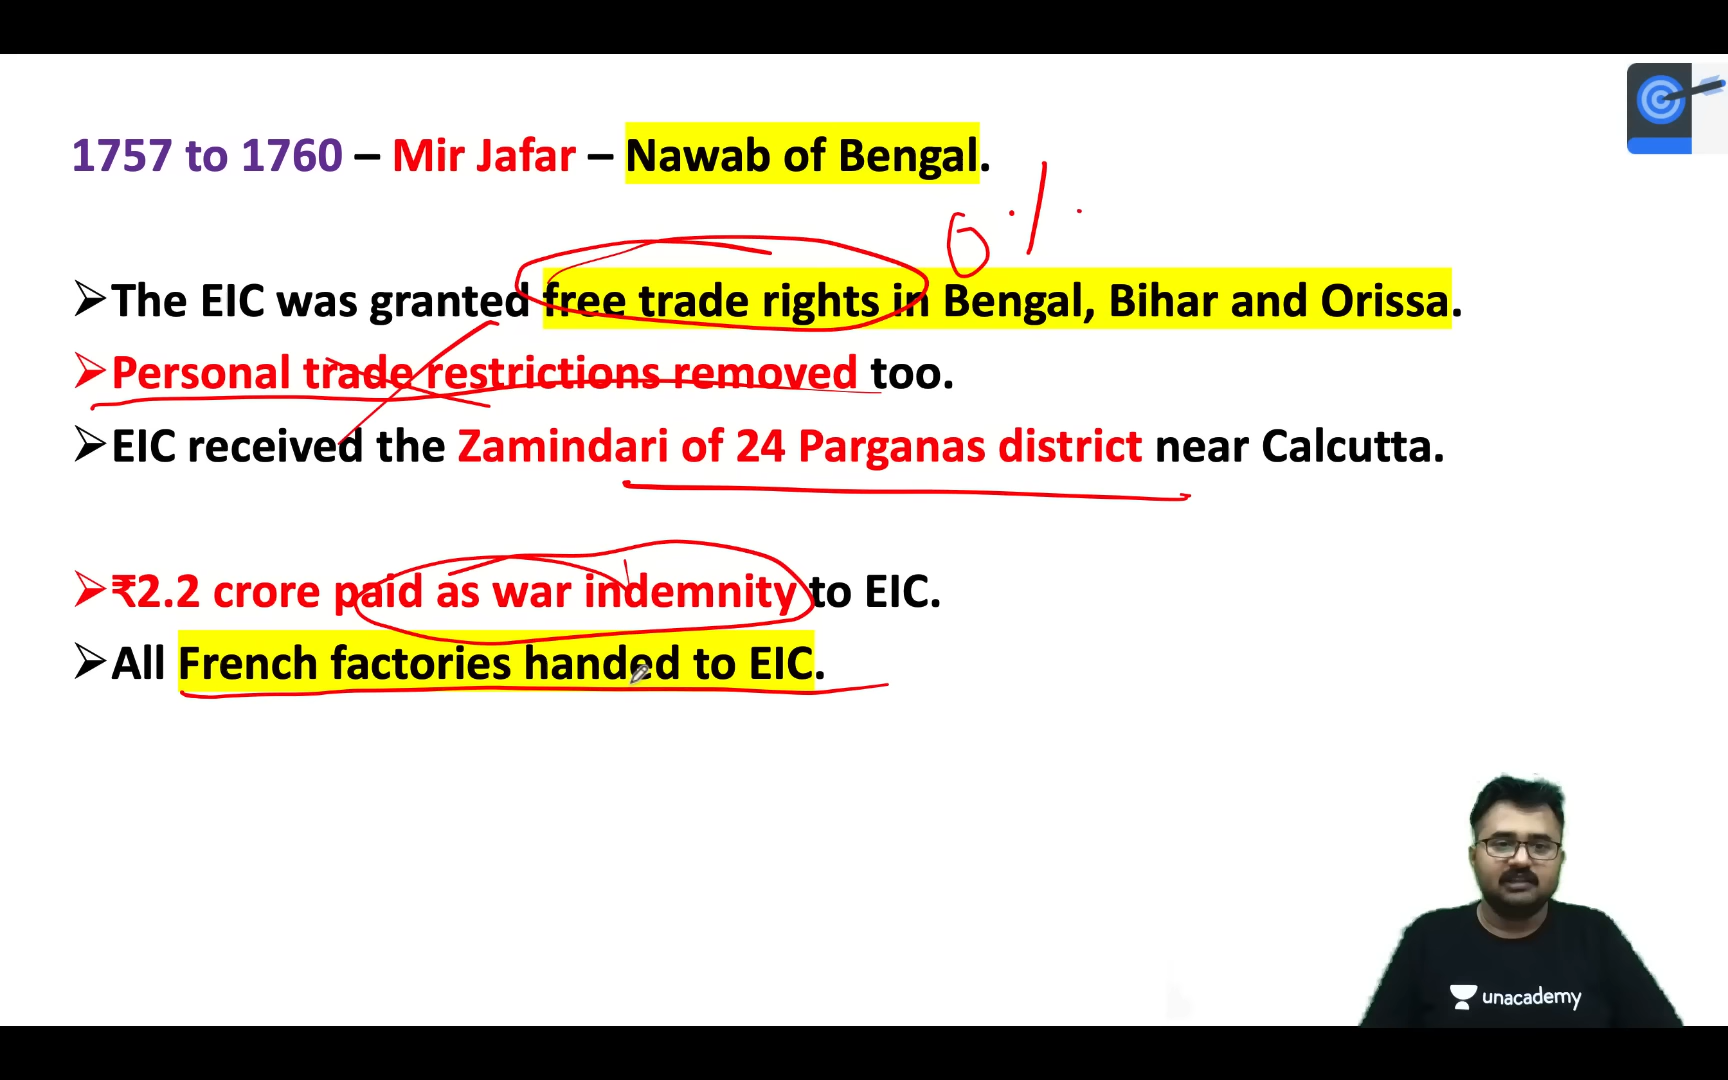 1757 to 1760 – Mir Jafar – Nawab of Bengal.
0 %
➢The EIC was granted free trade rights in Bengal, Bihar and Orissa.
➢Personal trade restrictions removed too.
➢EIC received the Zamindari of 24 Parganas district near Calcutta.
➢₹2.2 crore paid as war indemnity to EIC.
➢All French factories handed to EIC.
unacademy